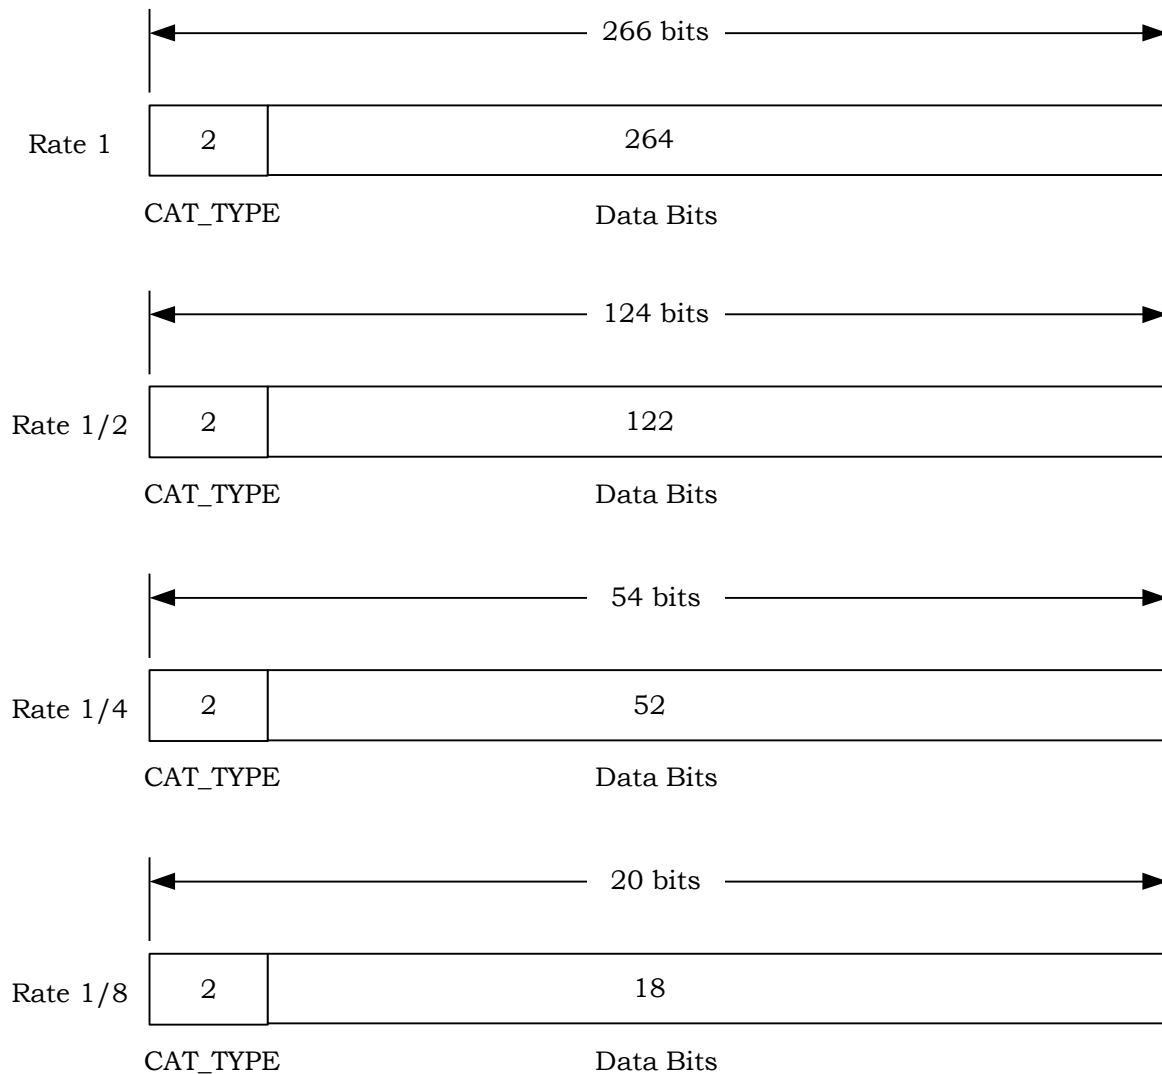 266 bits
Rate 1 2 264
CAT_TYPE Data Bits
124 bits
Rate 1/2 2 122
CAT_TYPE Data Bits
54 bits
Rate 1/4 2 52
CAT_TYPE Data Bits
20 bits
Rate 1/8 2 18
CAT_TYPE Data Bits